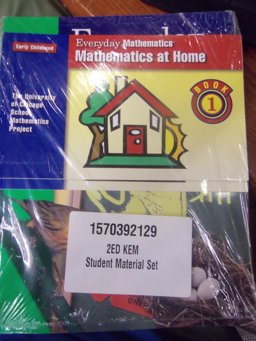 Early Childhood
Everyday Mathematics
Mathematics at Home
BOOK
1
The University
of Chicago
School
Mathematics
Project
1570392129
2ED KEM
Student Material Set